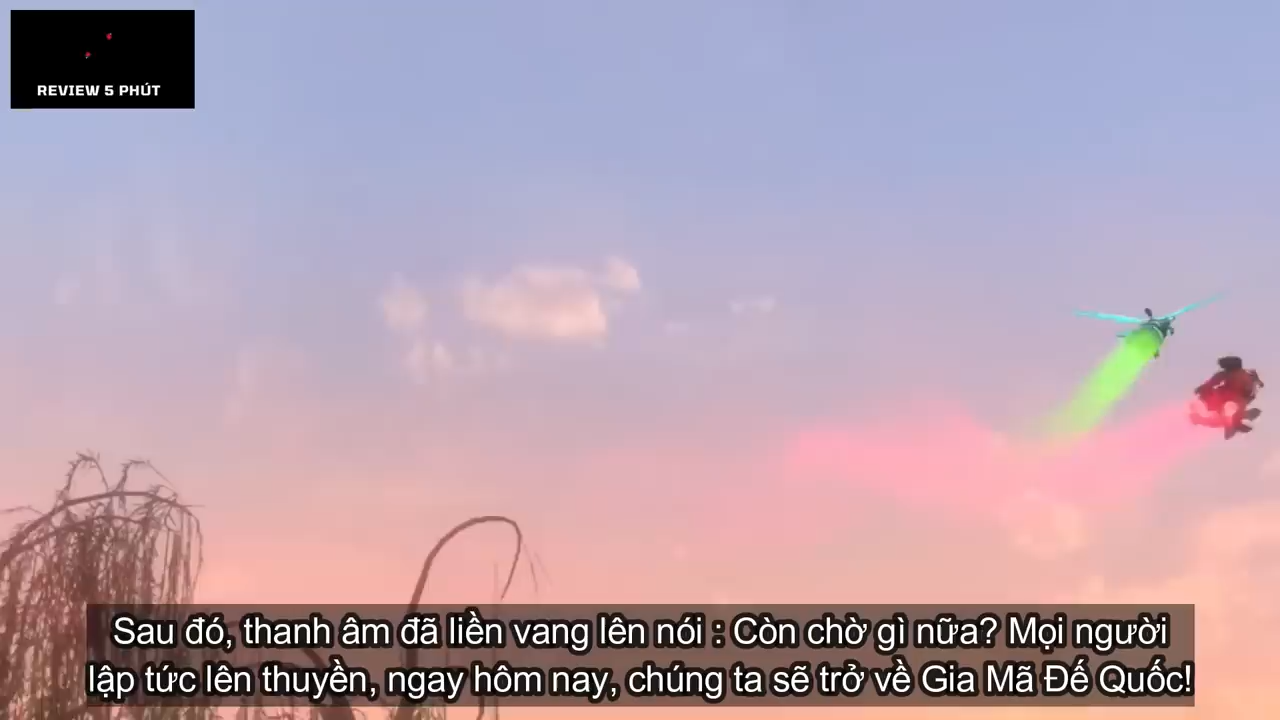 REVIEW 5 PHÚT
Sau đó, thanh âm đã liền vang lên nói : Còn chờ gì nữa? Mọi người
lập tức lên thuyền, ngay hôm nay, chúng ta sẽ trở về Gia Mã Đế Quốc!